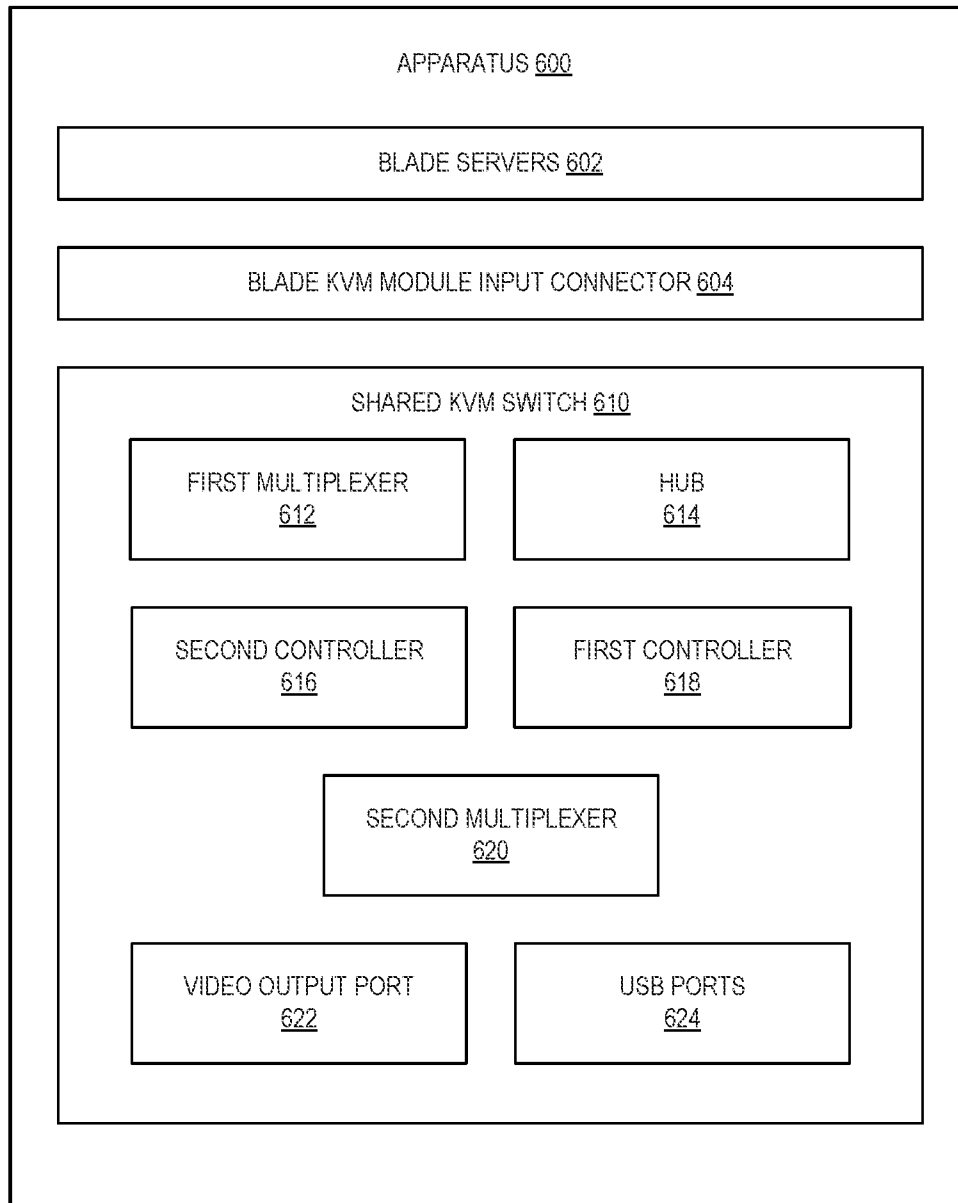 APPARATUS 600
BLADE SERVERS 602
BLADE KVM MODULE INPUT CONNECTOR 604
SHARED KVM SWITCH 610
FIRST MULTIPLEXER
612
HUB
614
SECOND CONTROLLER
616
FIRST CONTROLLER
618
SECOND MULTIPLEXER
620
VIDEO OUTPUT PORT
622
USB PORTS
624